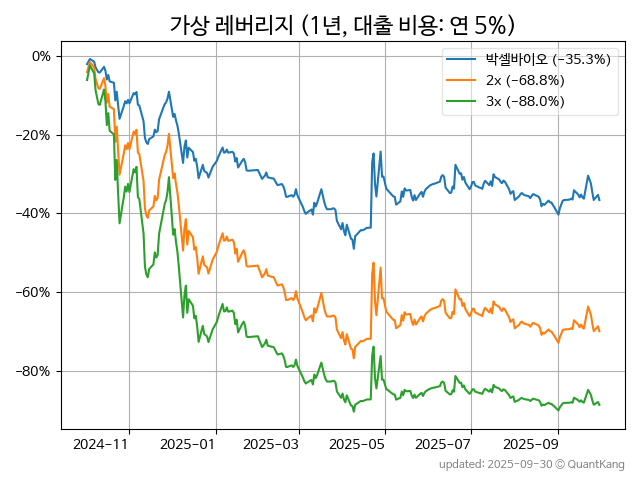 가상 레버리지 (1년, 대출 비용: 연 5%)
박셀바이오 (−35.3%)
2x (−68.8%)
3x (−88.0%)
0%
−20%
−40%
−60%
−80%
2024-11 2025-01 2025-03 2025-05 2025-07 2025-09
updated: 2025-09-30 © QuantKang